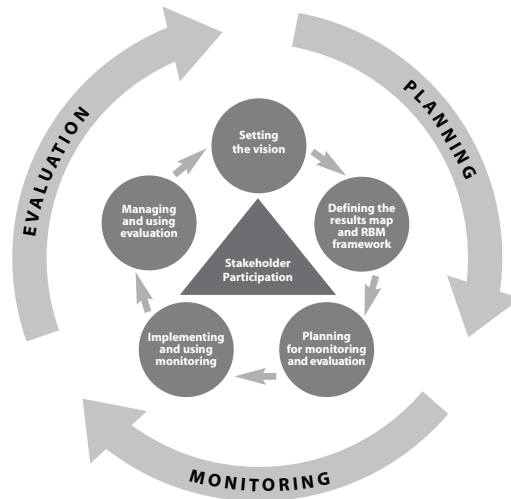 EVALUATION
PLANNING
Setting
the vision
Managing
and using
evaluation
Defining the
results map
and RBM
framework
Stakeholder
Participation
Implementing
and using
monitoring
Planning
for monitoring
and evaluation
MONITORING